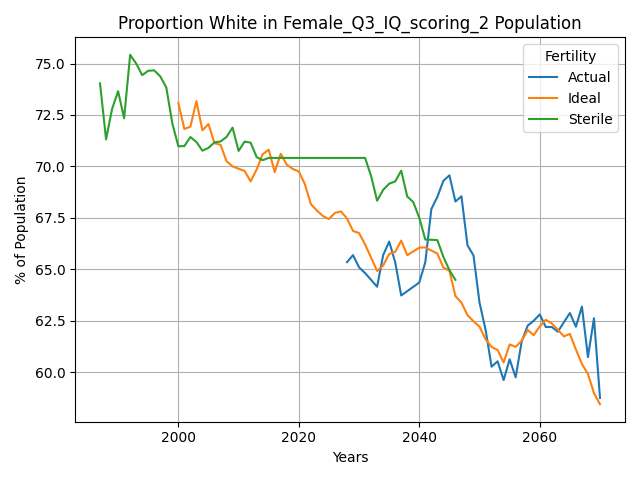 Proportion White in Female_Q3_IQ_scoring_2 Population
Fertility
Actual
Ideal
Sterile
% of Population
75.0
72.5
70.0
67.5
65.0
62.5
60.0
2000
2020
2040
2060
Years